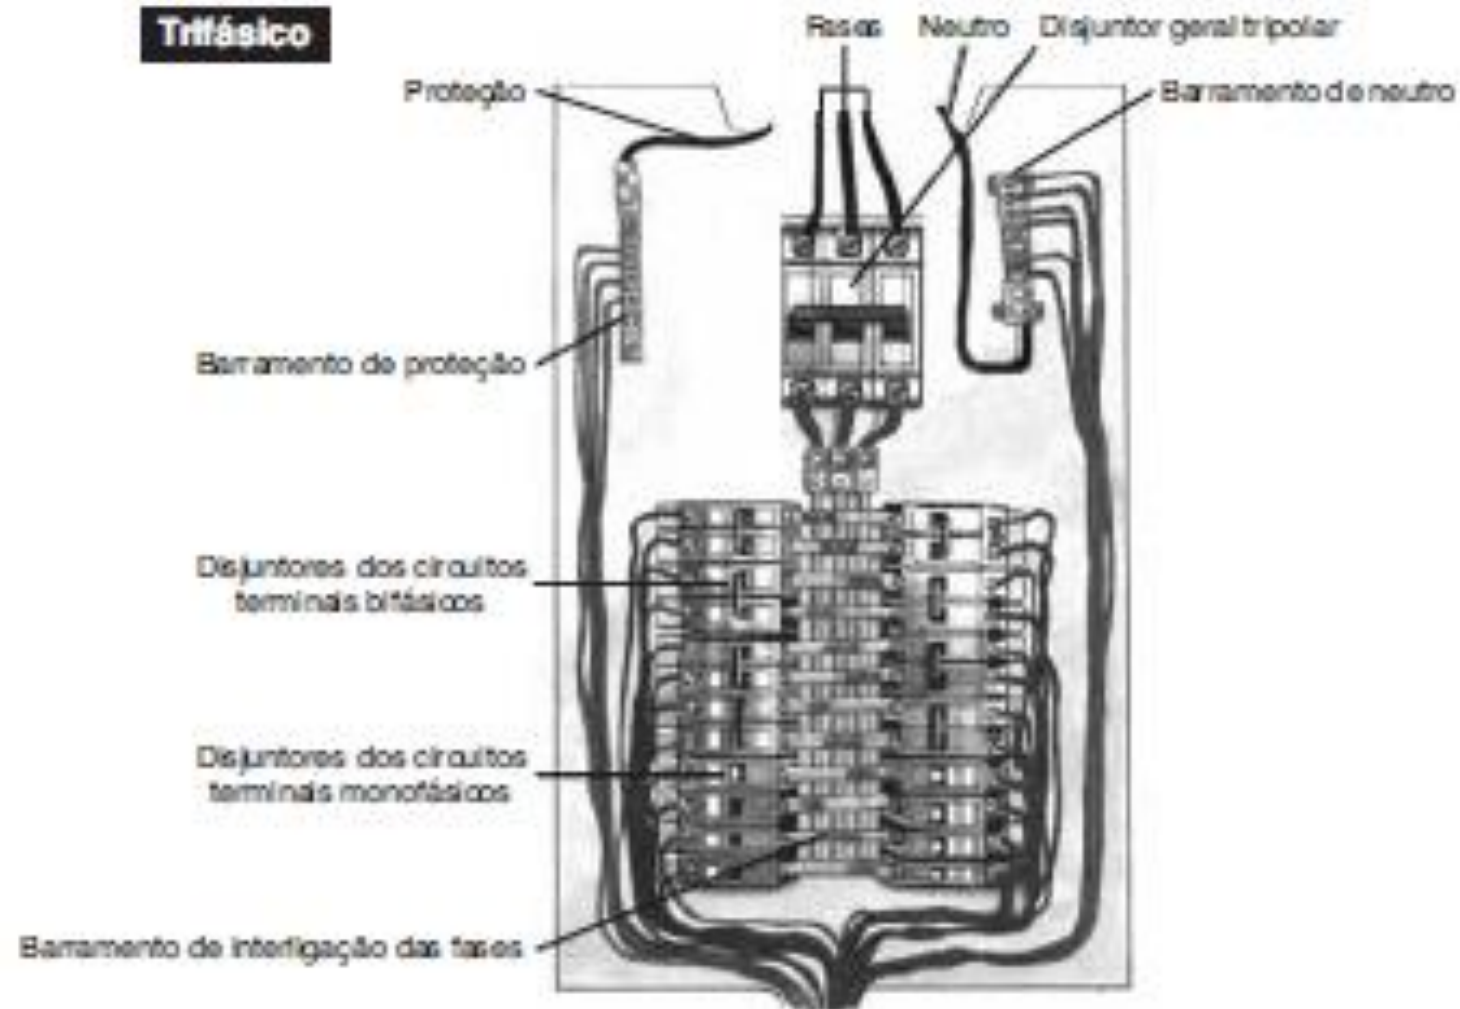 Trifásico
Fases
Neutro
Disjuntor geral tripolar
Proteção
Barramento de neutro
Barramento de proteção
Disjuntores dos circuitos
terminais bifásicos
Disjuntores dos circuitos
terminais monofásicos
Barramento de interligação das fases